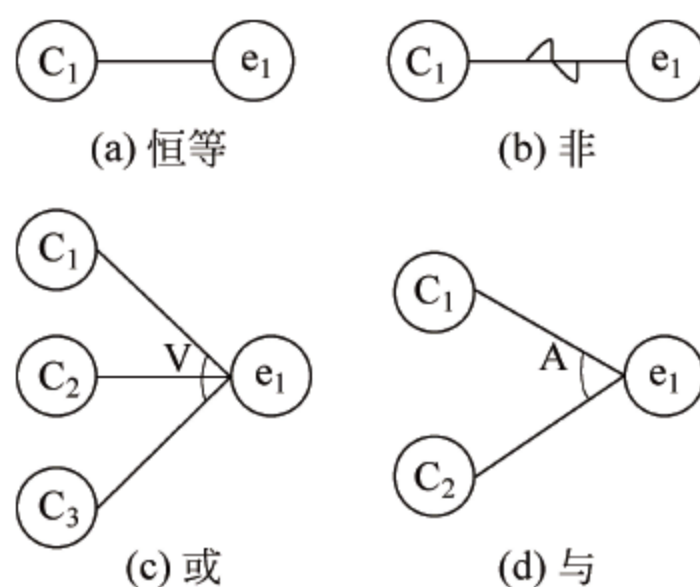 C₁ e₁ C₁ e₁
(a) 恒等 (b) 非
C₁ C₁
V A
C₂ e₁ e₁
C₃ C₂
(c) 或 (d) 与